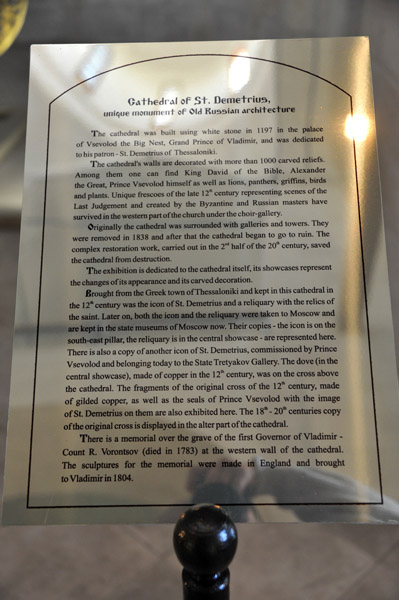 Cathedral of St. Demetrius,
unique monument of Old Russian architecture
The cathedral was built using white stone in 1197 in the palace
of Vsevolod the Big Nest, Grand Prince of Vladimir, and was dedicated
to his patron - St. Demetrius of Thessaloniki.
The cathedral's walls are decorated with more than 1000 carved reliefs.
Among them one can find King David of the Bible, Alexander
the Great, Prince Vsevolod himself as well as lions, panthers, griffins, birds
and plants. Unique frescoes of the late 12th century representing scenes of the
Last Judgement and created by the Byzantine and Russian masters have
survived in the western part of the church under the choir-gallery.
Originally the cathedral was surrounded with galleries and towers. They
were removed in 1838 and after that the cathedral began to go to ruin. The
complex restoration work, carried out in the 2nd half of the 20th century, saved
the cathedral from destruction.
The exhibition is dedicated to the cathedral itself, its showcases represent
the changes of its appearance and its carved decoration.
Brought from the Greek town of Thessaloniki and kept in this cathedral in
the 12th century was the icon of St. Demetrius and a reliquary with the relics of
the saint. Later on, both the icon and the reliquary were taken to Moscow and
are kept in the state museums of Moscow now. Their copies - the icon is on the
south-east pillar, the reliquary is in the central showcase - are represented here.
There is also a copy of another icon of St. Demetrius, commissioned by Prince
Vsevolod and belonging today to the State Tretyakov Gallery. The dove (in the
central showcase), made of copper in the 12th century, was on the cross above
the cathedral. The fragments of the original cross of the 12th century, made
of gilded copper, as well as the seals of Prince Vsevolod with the image
of St. Demetrius on them are also exhibited here. The 18th - 20th centuries copy
of the original cross is displayed in the alter part of the cathedral.
There is a memorial over the grave of the first Governor of Vladimir -
Count R. Vorontsov (died in 1783) at the western wall of the cathedral.
The sculptures for the memorial were made in England and brought
to Vladimir in 1804.